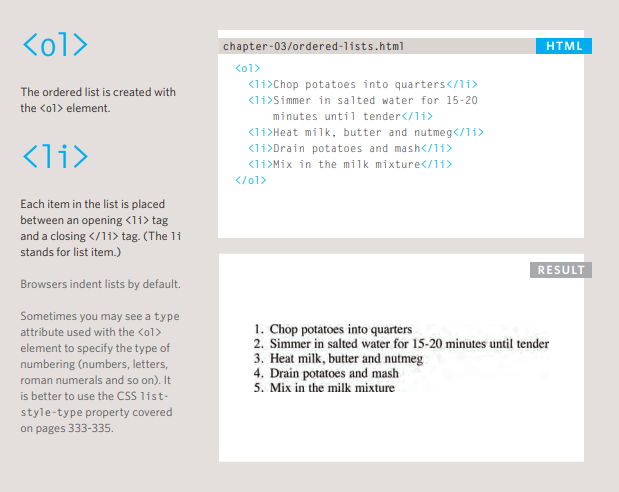 <ol>
The ordered list is created with
the <ol> element.
<li>
Each item in the list is placed
between an opening <li> tag
and a closing </li> tag. (The li
stands for list item.)
Browsers indent lists by default.
Sometimes you may see a type
attribute used with the <ol>
element to specify the type of
numbering (numbers, letters,
roman numerals and so on). It
is better to use the CSS list-
style-type property covered
on pages 333-335.
chapter-03/ordered-lists.html
HTML
<ol>
<li>Chop potatoes into quarters</li>
<li>Simmer in salted water for 15-20
minutes until tender</li>
<li>Heat milk, butter and nutmeg</li>
<li>Drain potatoes and mash</li>
<li>Mix in the milk mixture</li>
</ol>
RESULT
1. Chop potatoes into quarters
2. Simmer in salted water for 15-20 minutes until tender
3. Heat milk, butter and nutmeg
4. Drain potatoes and mash
5. Mix in the milk mixture